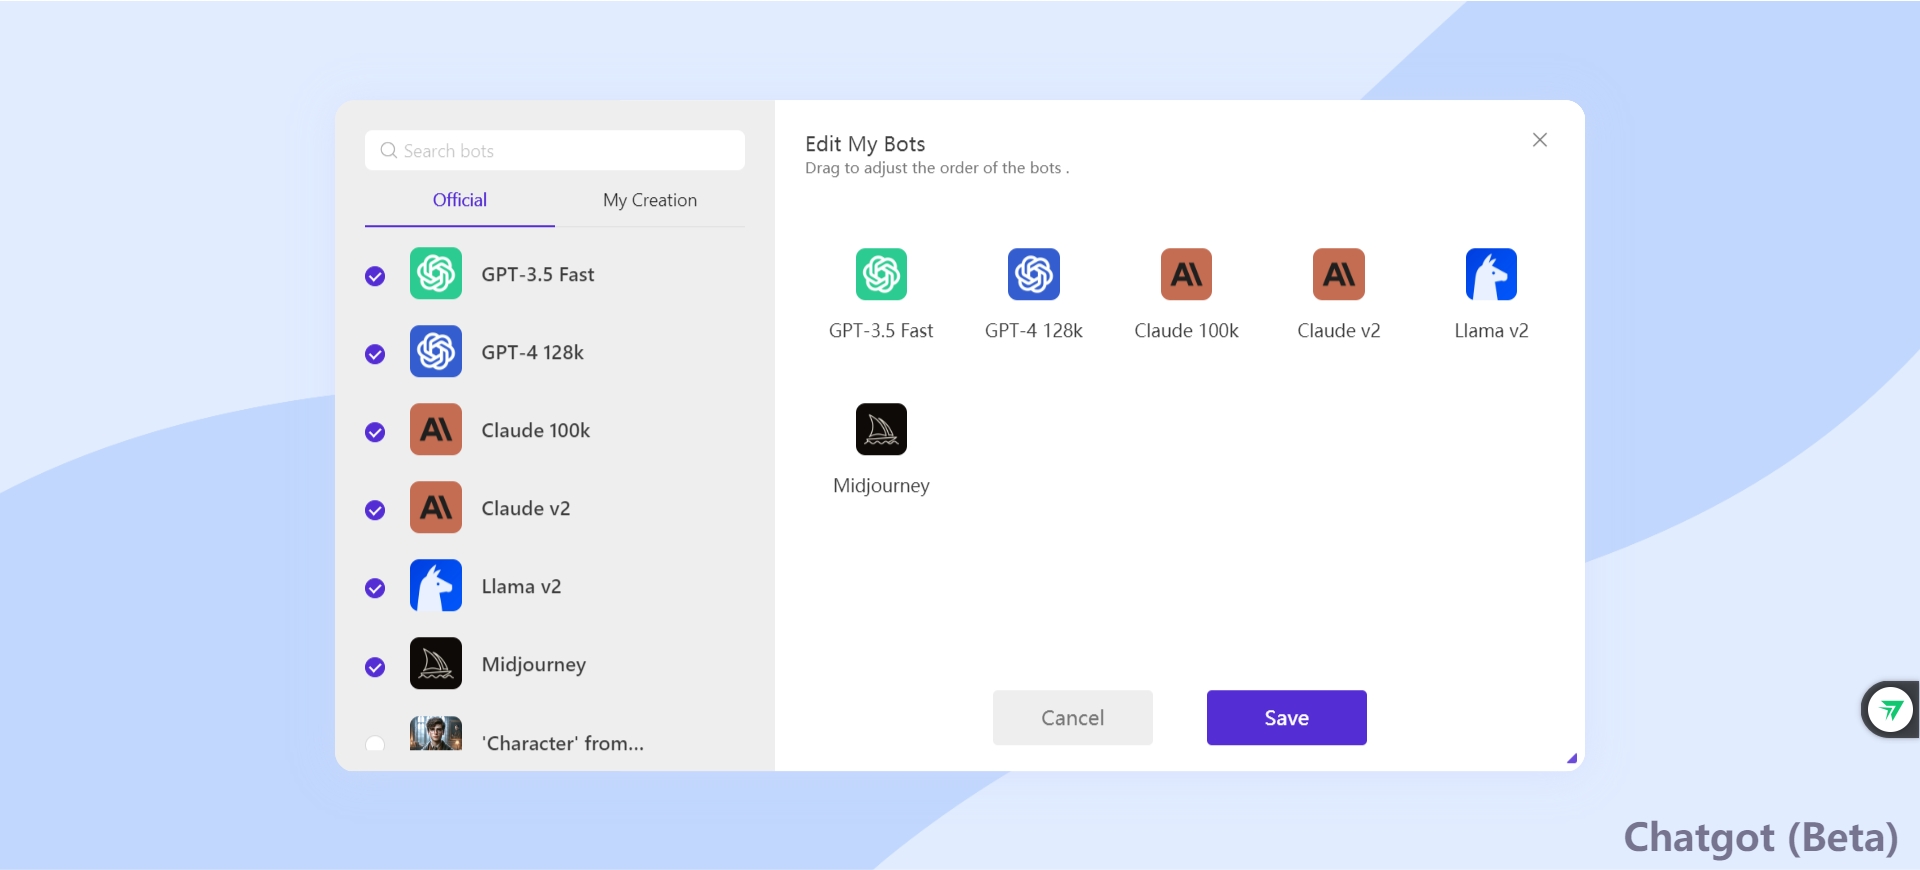 Search bots
Official
My Creation
GPT-3.5 Fast
GPT-4 128k
Claude 100k
Claude v2
Llama v2
Midjourney
'Character' from...
Edit My Bots
Drag to adjust the order of the bots .
GPT-3.5 Fast
GPT-4 128k
Claude 100k
Claude v2
Llama v2
Midjourney
Cancel
Save
Chatgot (Beta)